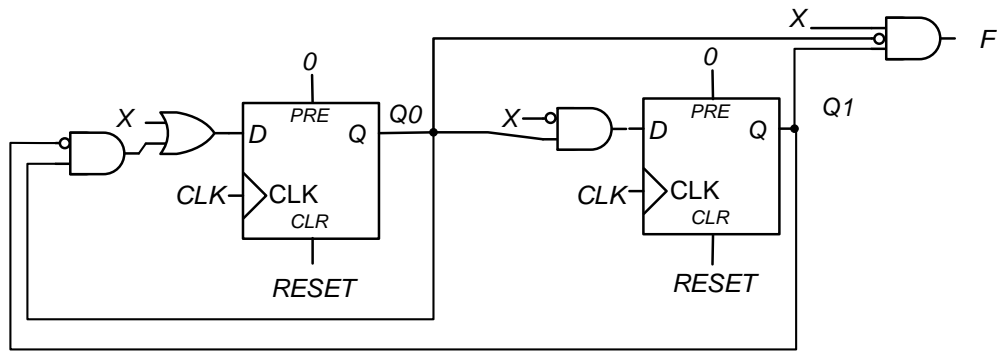 X
F
0
0
PRE
Q0
PRE
Q1
X
X
D
Q
D
Q
CLK
CLK
CLK
CLK
CLR
CLR
RESET
RESET